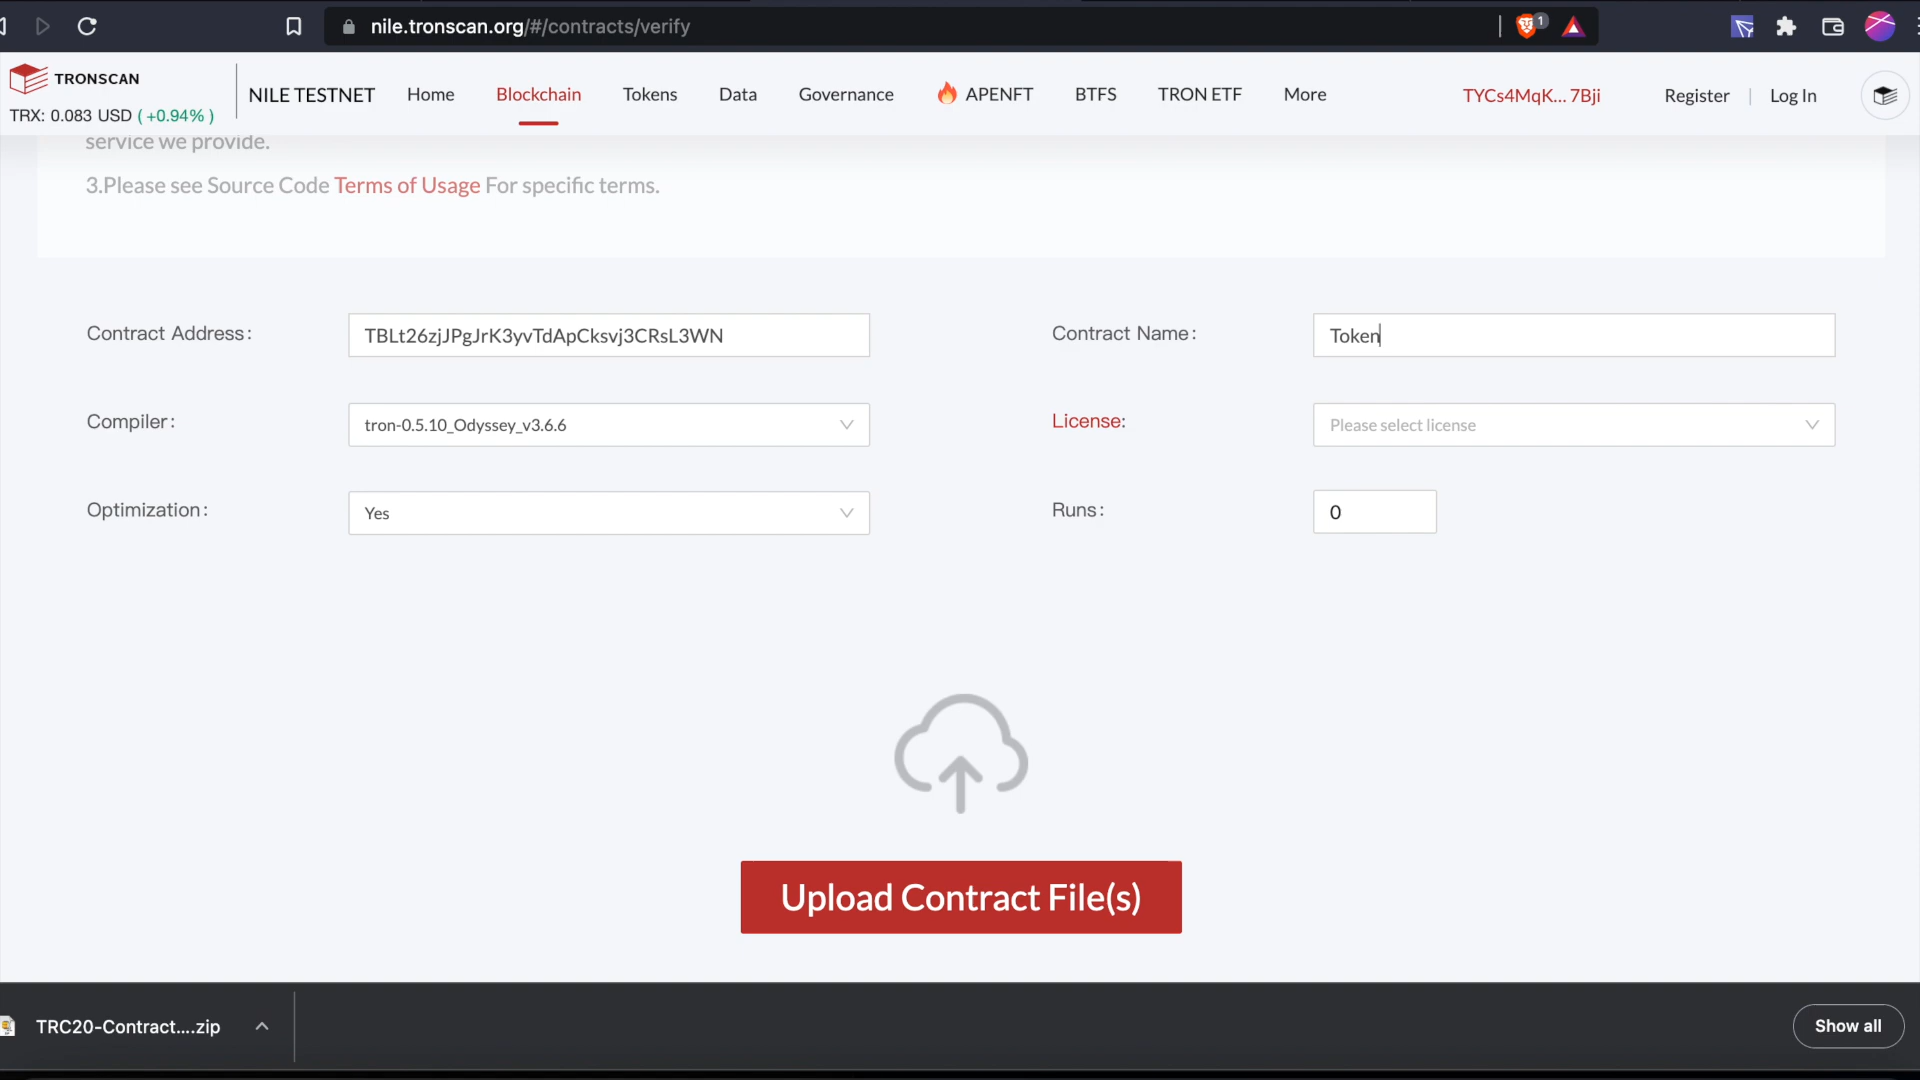 nile.tronscan.org/#/contracts/verify
1
TRONSCAN
TRX: 0.083 USD ( +0.94% )
NILE TESTNET
Home
Blockchain
Tokens
Data
Governance
APENFT
BTFS
TRON ETF
More
TYCs4MqK... 7Bji
Register
Log In
service we provide.
3.Please see Source Code Terms of Usage For specific terms.
Contract Address:
TBLt26zjJPgJrK3yvTdApCksvj3CRsL3WN
Contract Name:
Token
Compiler:
tron-0.5.10_Odyssey_v3.6.6
License:
Please select license
Optimization:
Yes
Runs:
0
Upload Contract File(s)
TRC20-Contract....zip
Show all